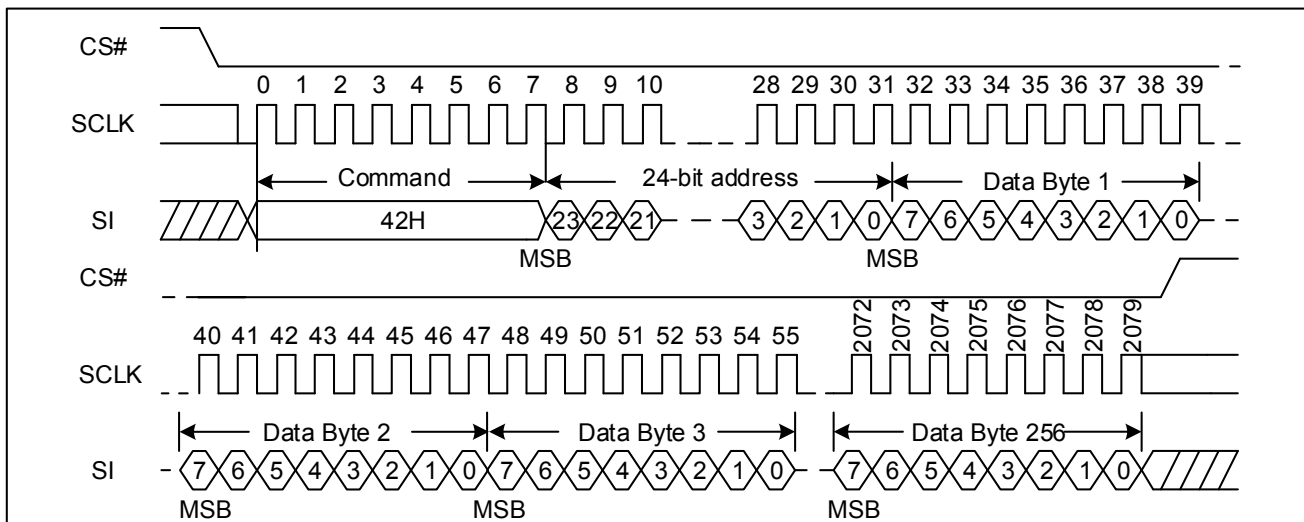 CS#
0 1 2 3 4 5 6 7 8 9 10 28 29 30 31 32 33 34 35 36 37 38 39
SCLK
Command 24-bit address Data Byte 1
SI 42H 23 22 21 3 2 1 0 7 6 5 4 3 2 1 0
MSB MSB
CS#
40 41 42 43 44 45 46 47 48 49 50 51 52 53 54 55 2072 2073 2074 2075 2076 2077 2078 2079
SCLK
Data Byte 2 Data Byte 3 Data Byte 256
SI 7 6 5 4 3 2 1 0 7 6 5 4 3 2 1 0 7 6 5 4 3 2 1 0
MSB MSB MSB